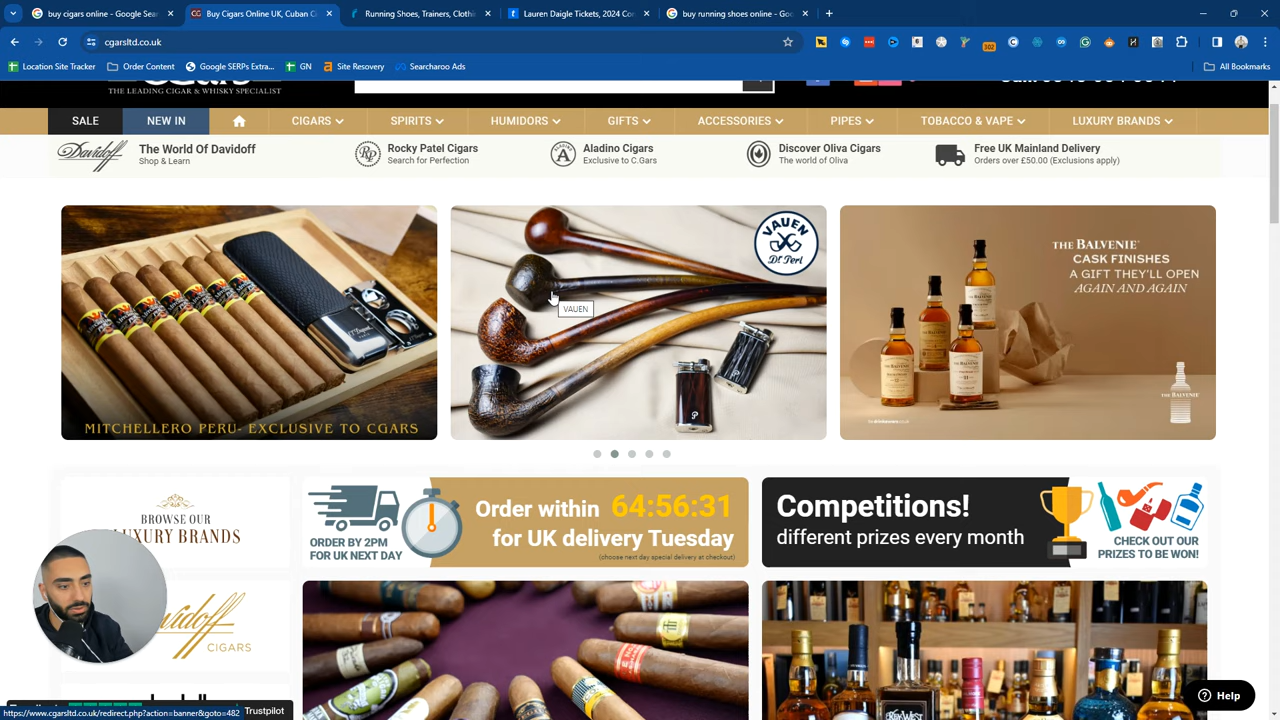 buy cigars online - Google Sear
Buy Cigars Online UK, Cuban C
Running Shoes, Trainers, Clothi
Lauren Daigle Tickets, 2024 Con
buy running shoes online - Goo
cgarsltd.co.uk
302
Location Site Tracker
Order Content
Google SERPs Extra...
GN
Site Recovery
Searcharoo Ads
All Bookmarks
THE LEADING CIGAR & WHISKY SPECIALIST
SALE
NEW IN
CIGARS
SPIRITS
HUMIDORS
GIFTS
ACCESSORIES
PIPES
TOBACCO & VAPE
LUXURY BRANDS
Davidoff
The World Of Davidoff
Shop & Learn
Rocky Patel Cigars
Search for Perfection
Aladino Cigars
Exclusive to C.Gars
Discover Oliva Cigars
The world of Oliva
Free UK Mainland Delivery
Orders over £50.00 (Exclusions apply)
MITCHELLERO PERU- EXCLUSIVE TO CGARS
VAUEN
Dr. Perl
VAUEN
THE BALVENIE
CASK FINISHES
A GIFT THEY'LL OPEN
AGAIN AND AGAIN
THE BALVENIE
BROWSE OUR
LUXURY BRANDS
ORDER BY 2PM
FOR UK NEXT DAY
Order within 64:56:31
for UK delivery Tuesday
(choose next day special delivery at checkout)
Competitions!
different prizes every month
CHECK OUT OUR
PRIZES TO BE WON!
CIGARS
Trustpilot
https://www.cgarsltd.co.uk/redirect.php?action=banner&goto=482
Help